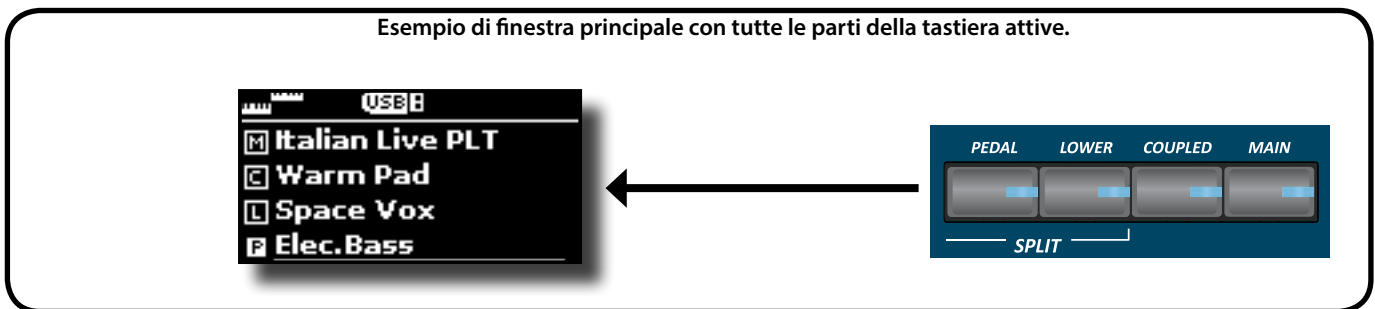 Esempio di finestra principale con tutte le parti della tastiera attive.
USB
M Italian Live PLT
C Warm Pad
L Space Vox
P Elec.Bass
PEDAL LOWER COUPLED MAIN
SPLIT